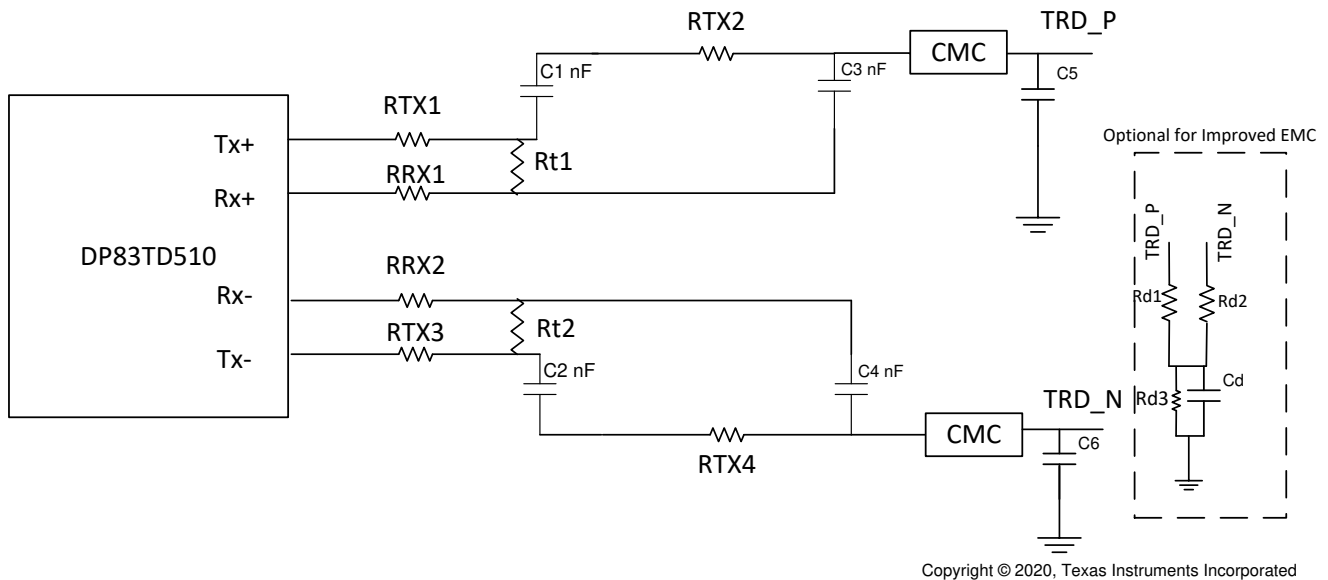 RTX2
TRD_P
CMC
C1 nF
C3 nF
C5
RTX1
Tx+
Optional for Improved EMC
Rt1
RRX1
Rx+
TRD_P
TRD_N
DP83TD510
RRX2
Rx-
Rd1
Rd2
RTX3
Rt2
Tx-
C2 nF
C4 nF
Cd
Rd3
TRD_N
CMC
C6
RTX4
Copyright © 2020, Texas Instruments Incorporated